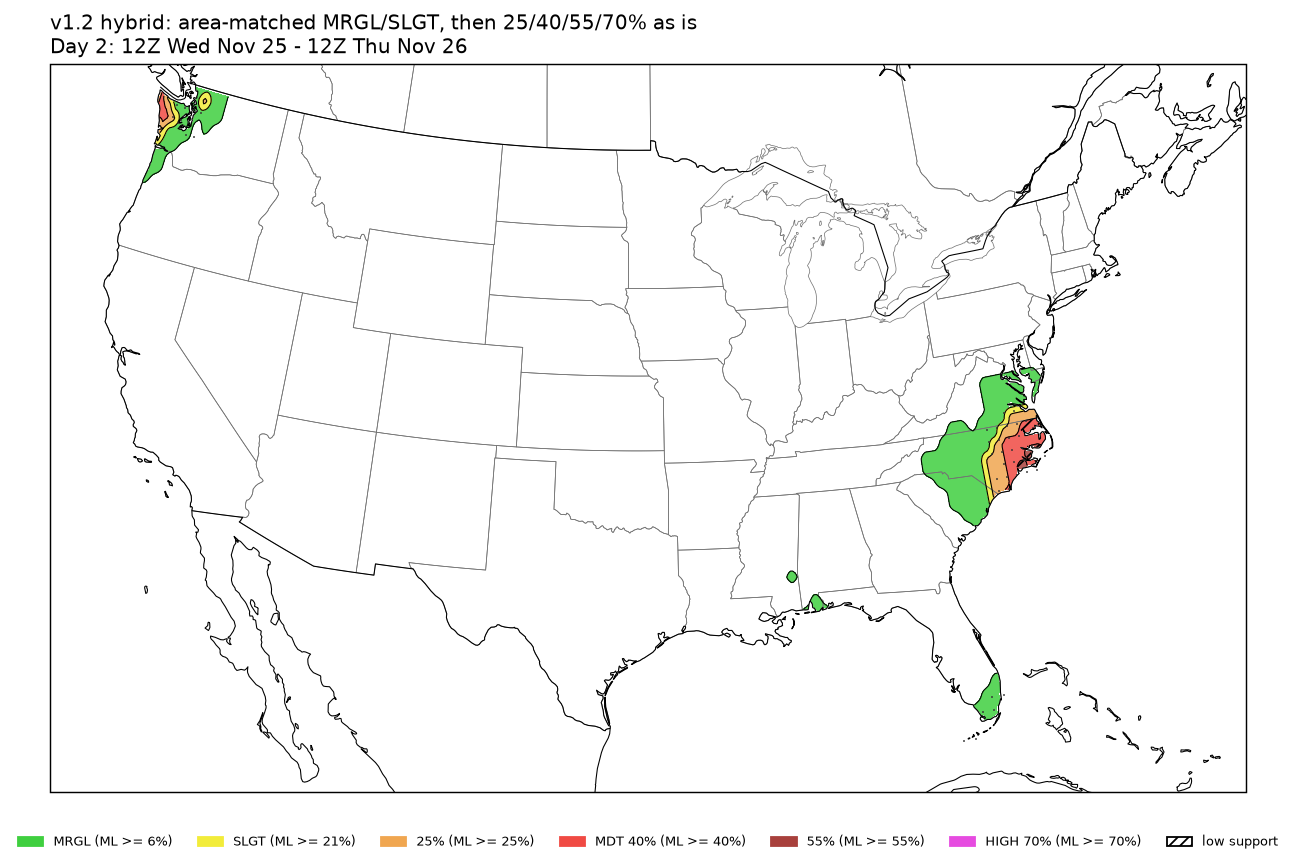 v1.2 hybrid: area-matched MRGL/SLGT, then 25/40/55/70% as is
Day 2: 12Z Wed Nov 25 - 12Z Thu Nov 26
MRGL (ML >= 6%) SLGT (ML >= 21%) 25% (ML >= 25%) MDT 40% (ML >= 40%) 55% (ML >= 55%) HIGH 70% (ML >= 70%) low support